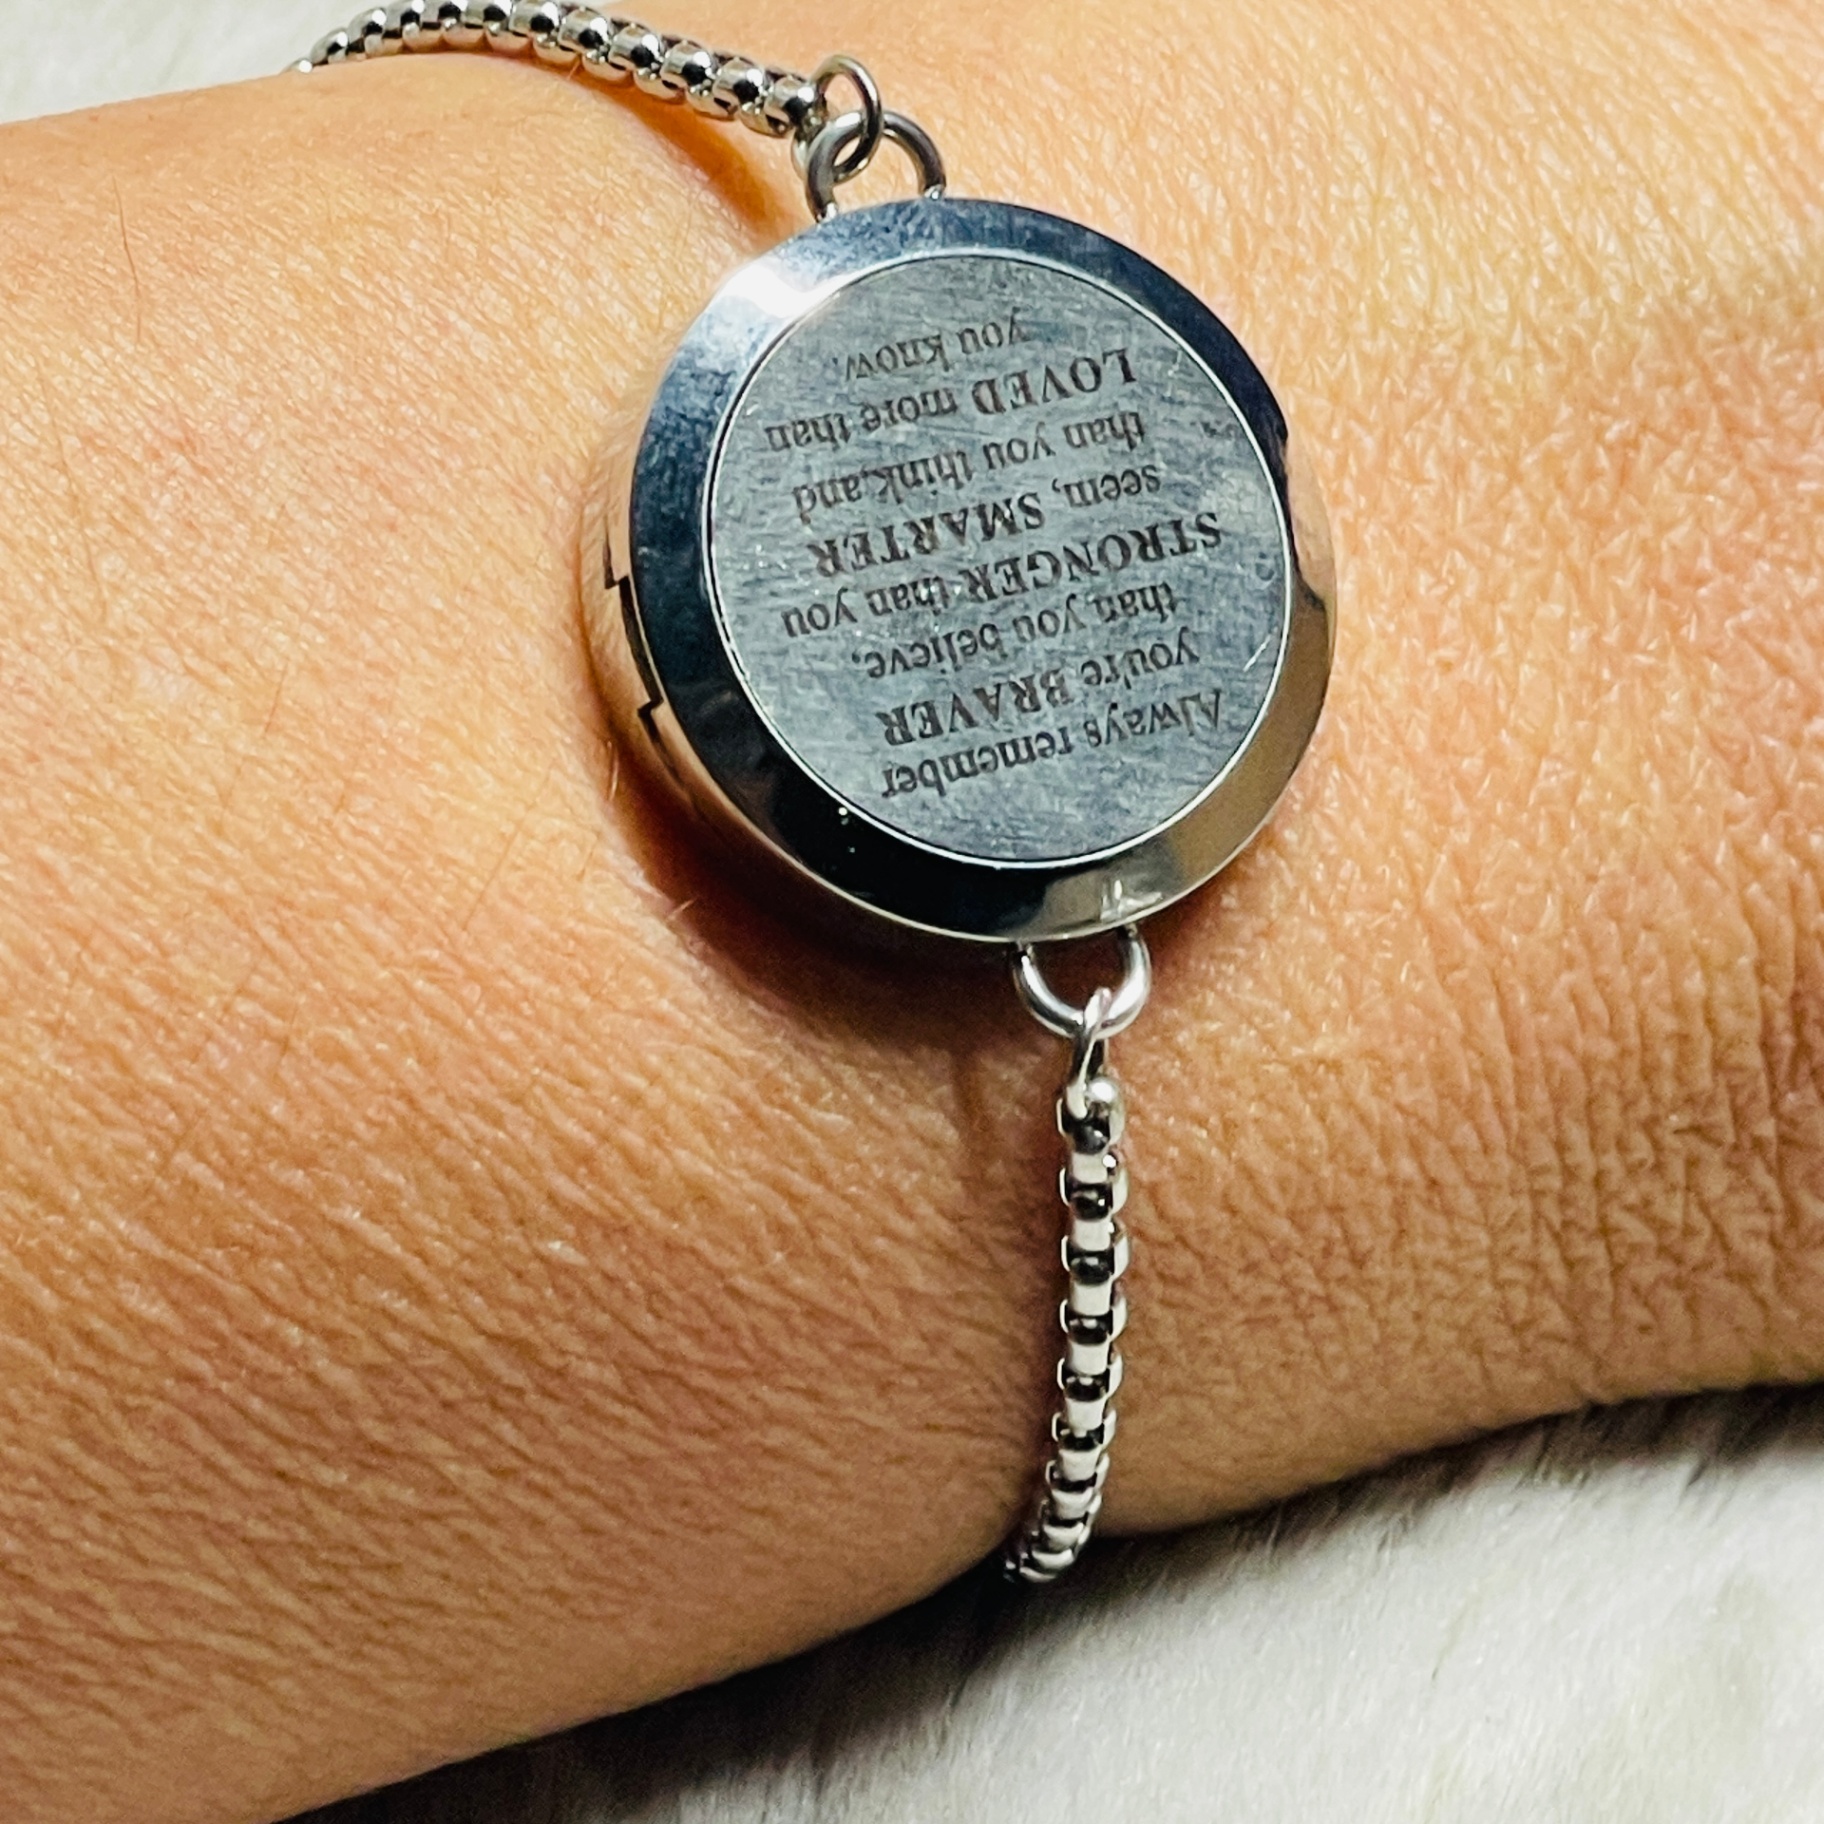 Always remember
you're BRAVER
than you believe,
STRONGER than you
seem, SMARTER
than you think,and
LOVED more than
you know.